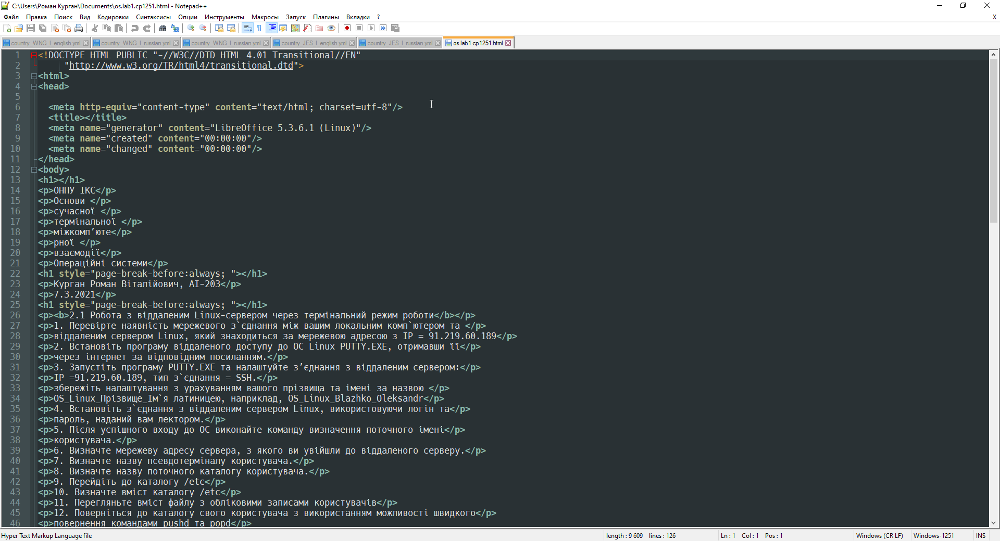 C:\Users\Роман Курган\Documents\os.lab1.cp1251.html - Notepad++
Файл Правка Поиск Вид Кодировки Синтаксисы Опции Инструменты Макросы Запуск Плагины Вкладки ? X
country_WNG_l_english.yml country_WNG_l_russian.yml country_WNG_l_russian.yml country_JES_l_english.yml country_JES_l_russian.yml os.lab1.cp1251.html
1 <!DOCTYPE HTML PUBLIC "-//W3C//DTD HTML 4.01 Transitional//EN"
2 "http://www.w3.org/TR/html4/transitional.dtd">
3 <html>
4 <head>
5
6 <meta http-equiv="content-type" content="text/html; charset=utf-8"/>
7 <title></title>
8 <meta name="generator" content="LibreOffice 5.3.6.1 (Linux)"/>
9 <meta name="created" content="00:00:00"/>
10 <meta name="changed" content="00:00:00"/>
11 </head>
12 <body>
13 <h1></h1>
14 <p>ОНПУ ІКС</p>
15 <p>Основи </p>
16 <p>сучасної </p>
17 <p>термінальної </p>
18 <p>міжкомп’юте</p>
19 <p>рної </p>
20 <p>взаємодії</p>
21 <p>Операційні системи</p>
22 <h1 style="page-break-before:always; "></h1>
23 <p>Курган Роман Віталійович, АІ-203</p>
24 <p>7.3.2021</p>
25 <h1 style="page-break-before:always; "></h1>
26 <p><b>2.1 Робота з віддаленим Linux-сервером через термінальний режим роботи</b></p>
27 <p>1. Перевірте наявність мережевого з`єднання між вашим локальним комп`ютером та </p>
28 <p>віддаленим сервером Linux, який знаходиться за мережевою адресою з IP = 91.219.60.189</p>
29 <p>2. Встановіть програму віддаленого доступу до ОС Linux PUTTY.EXE, отримавши її</p>
30 <p>через інтернет за відповідним посиланням.</p>
31 <p>3. Запустіть програму PUTTY.EXE та налаштуйте з’єднання з віддаленим сервером:</p>
32 <p>IP =91.219.60.189, тип з`єднання = SSH.</p>
33 <p>збережіть налаштування з урахуванням вашого прізвища та імені за назвою </p>
34 <p>OS_Linux_Прізвище_Ім`я латиницею, наприклад, OS_Linux_Blazhko_Oleksandr</p>
35 <p>4. Встановіть з`єднання з віддаленим сервером Linux, використовуючи логін та</p>
36 <p>пароль, наданий вам лектором.</p>
37 <p>5. Після успішного входу до ОС виконайте команду визначення поточного імені</p>
38 <p>користувача.</p>
39 <p>6. Визначте мережеву адресу сервера, з якого ви увійшли до віддаленого серверу.</p>
40 <p>7. Визначте назву псевдотерміналу користувача.</p>
41 <p>8. Визначте назву поточного каталогу користувача.</p>
42 <p>9. Перейдіть до каталогу /etc</p>
43 <p>10. Визначте вміст каталогу /etc</p>
44 <p>11. Перегляньте вміст файлу з обліковими записами користувачів</p>
45 <p>12. Поверніться до каталогу свого користувача з використанням можливості швидкого</p>
46 <p>повернення командами pushd та popd</p>
Hyper Text Markup Language file length : 9 609 lines : 126 Ln : 1 Col : 1 Pos : 1 Windows (CR LF) Windows-1251 INS